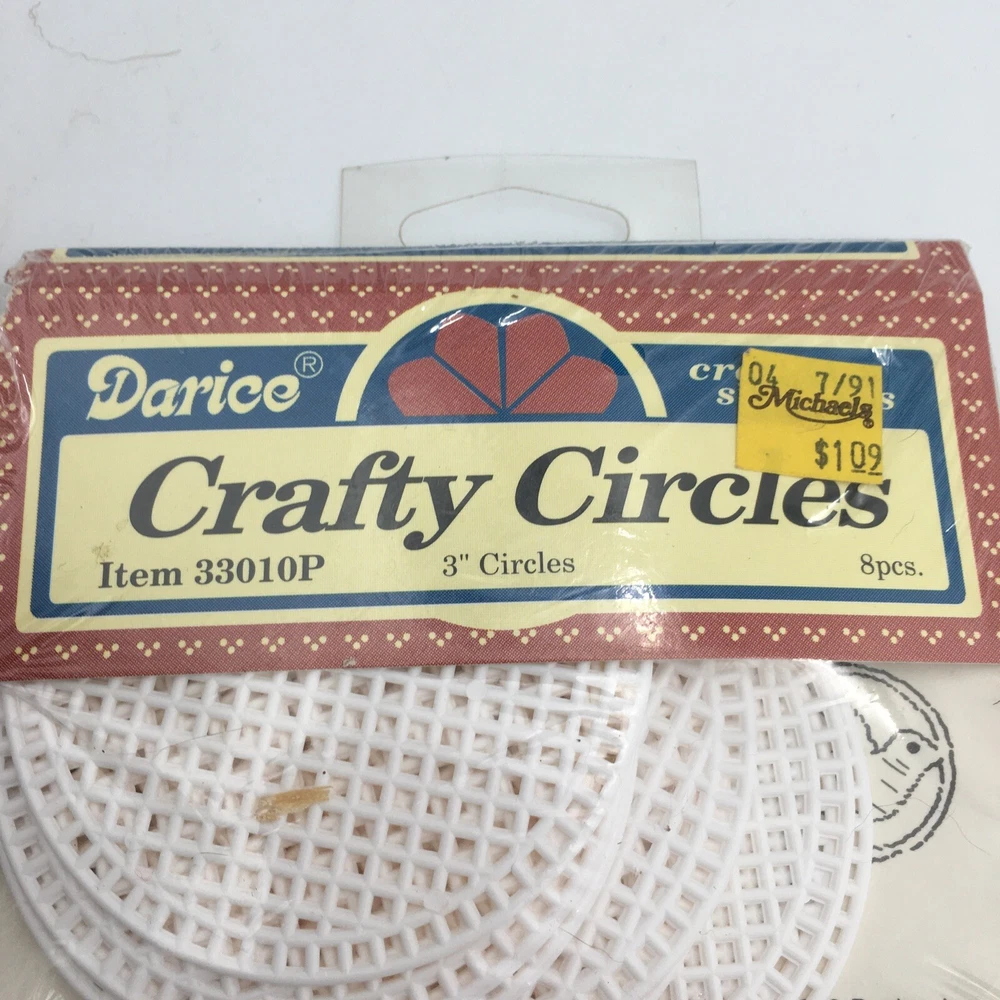 Darice®
04 7/91
Michaels
$1.09
Crafty Circles
Item 33010P
3" Circles
8pcs.